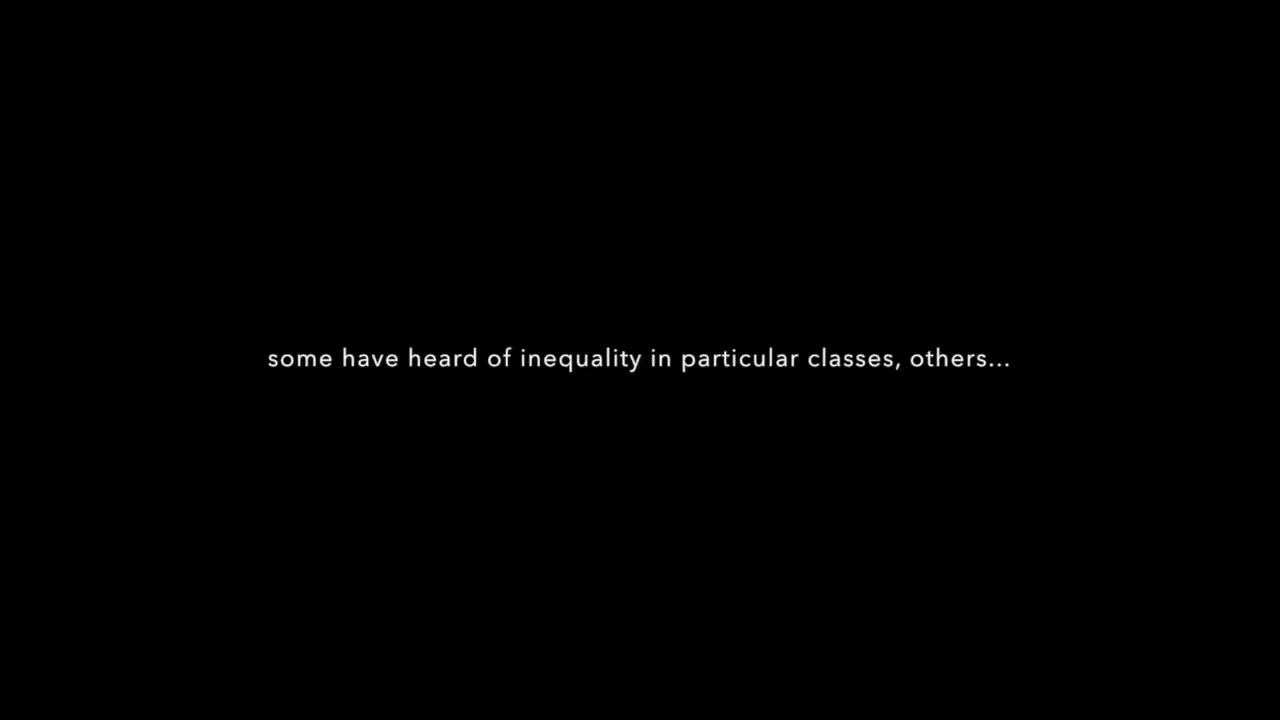 some have heard of inequality in particular classes, others...